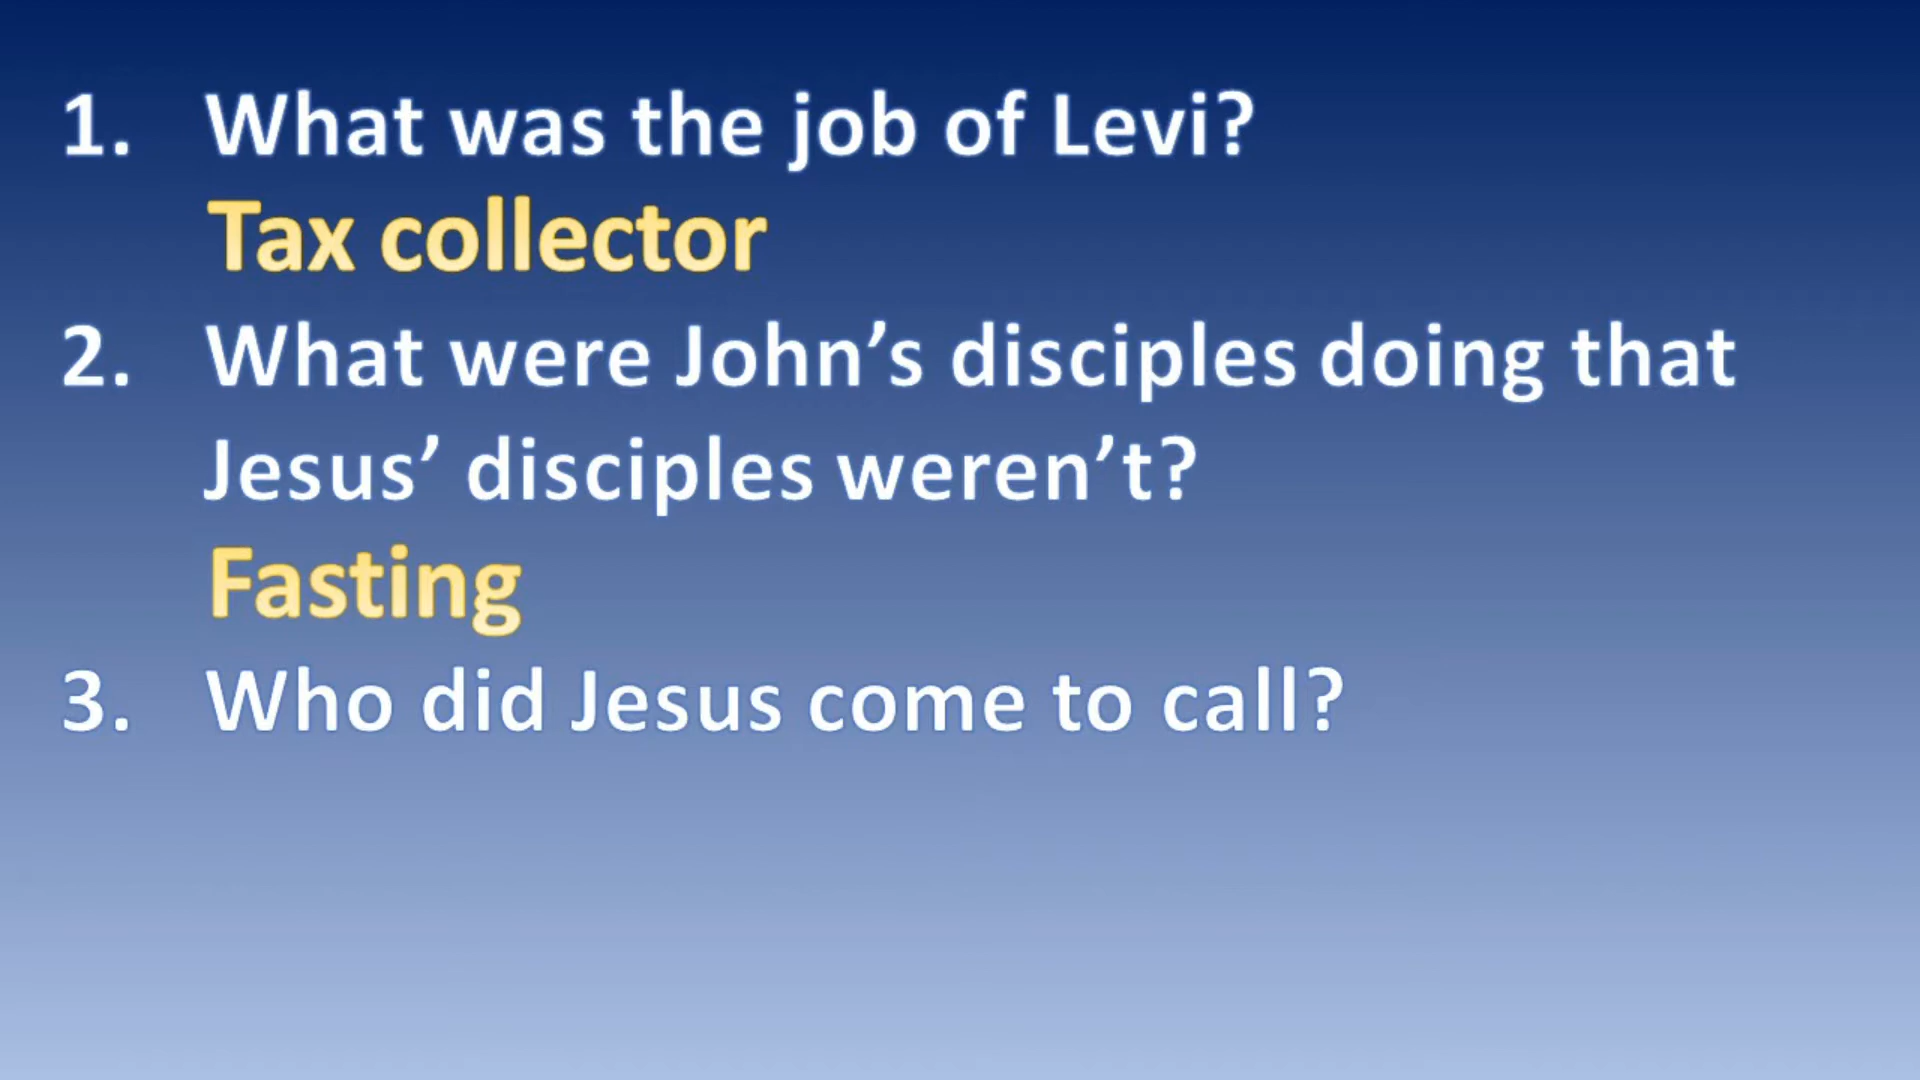 1. What was the job of Levi?
Tax collector
2. What were John’s disciples doing that
Jesus’ disciples weren’t?
Fasting
3. Who did Jesus come to call?